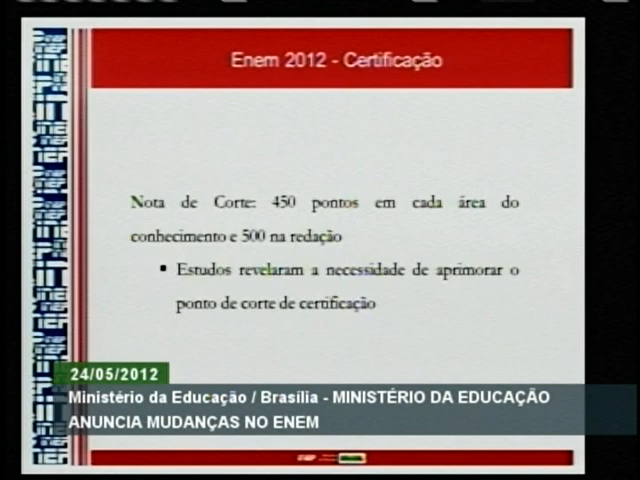 Enem 2012 - Certificação
Nota de Corte: 450 pontos em cada área do
conhecimento e 500 na redação
▪ Estudos revelaram a necessidade de aprimorar o
ponto de corte de certificação
24/05/2012
Ministério da Educação / Brasília - MINISTÉRIO DA EDUCAÇÃO
ANUNCIA MUDANÇAS NO ENEM